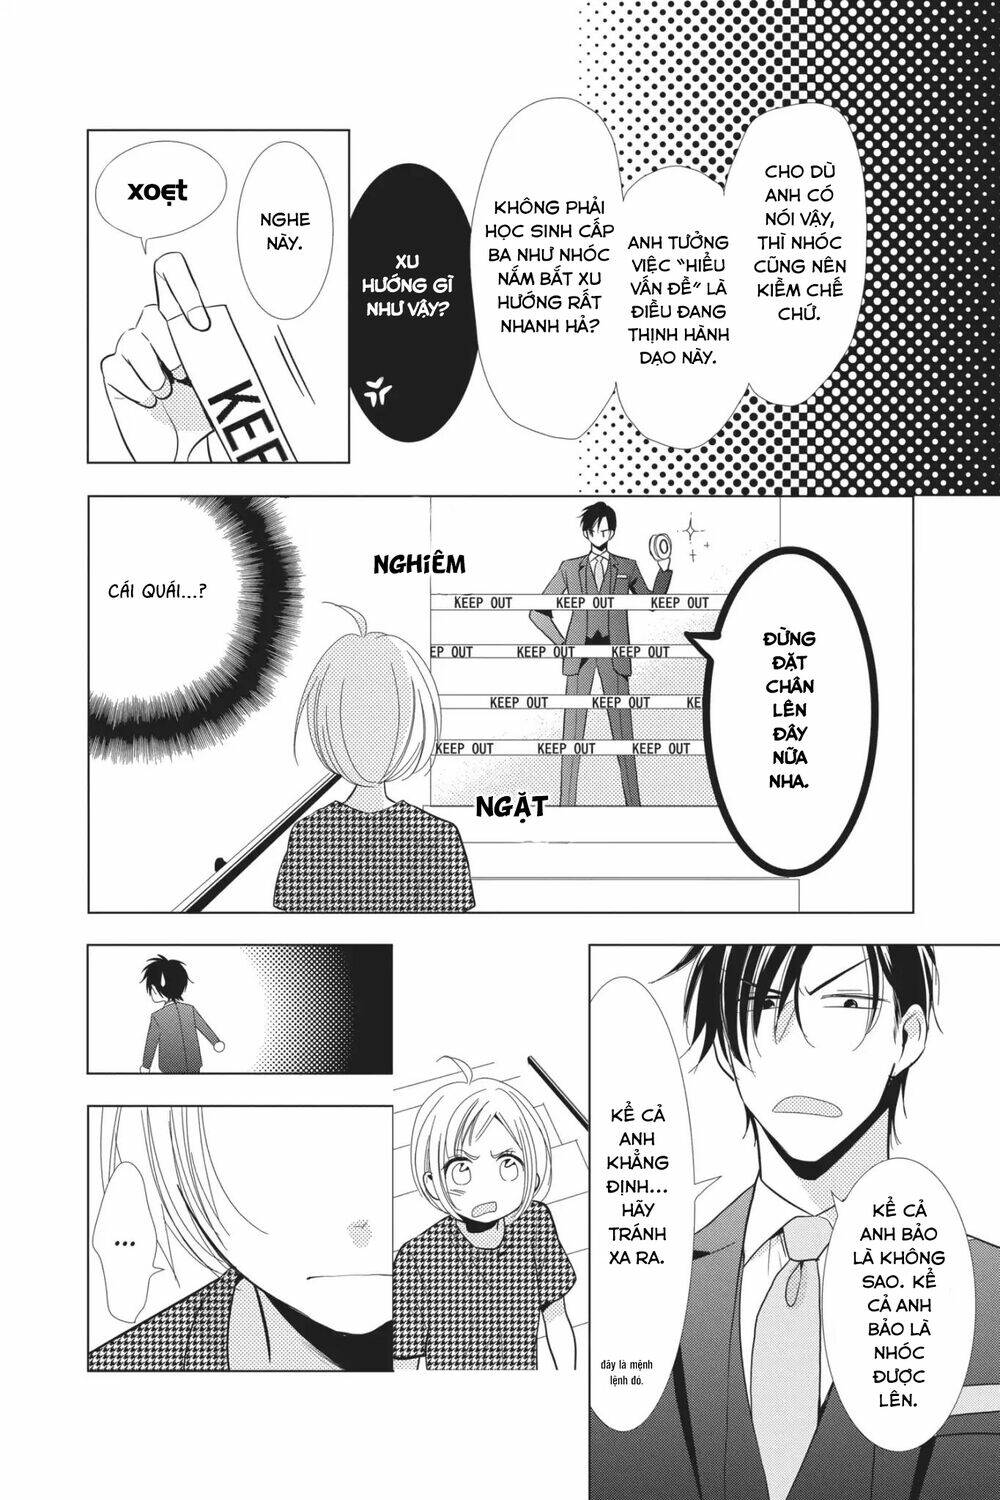 CHO DÙ
ANH CÓ
NÓI VẬY,
THÌ NHÓC
CŨNG NÊN
KIỀM CHẾ
CHỨ.
ANH TƯỞNG
VIỆC "HIỂU
VẤN ĐỀ" LÀ
ĐIỀU ĐANG
THỊNH HÀNH
DẠO NÀY.
KHÔNG PHẢI
HỌC SINH CẤP
BA NHƯ NHÓC
NẮM BẮT XU
HƯỚNG RẤT
NHANH HẢ?
XU
HƯỚNG GÌ
NHƯ VẬY?
NGHE
NÀY.
xoẹt
KEEP
ĐỪNG
ĐẶT
CHÂN
LÊN
ĐÂY
NỮA
NHA.
NGHIÊM
KEEP OUT KEEP OUT KEEP OUT
KEEP OUT KEEP OUT KEEP OUT
KEEP OUT KEEP OUT KE
KEEP OUT KEEP OUT KEEP OUT
NGẶT
CÁI QUÁI...?
KỂ CẢ
ANH BẢO
LÀ KHÔNG
SAO. KỂ
CẢ ANH
BẢO LÀ
NHÓC
ĐƯỢC
LÊN.
KỂ CẢ
ANH
KHẲNG
ĐỊNH...
HÃY
TRÁNH
XA RA.
đây là mệnh
lệnh đó.
...